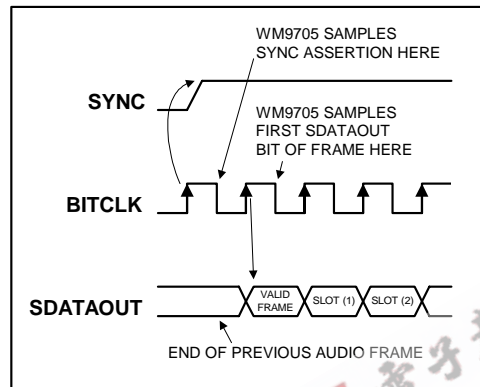 WM9705 SAMPLES
SYNC ASSERTION HERE
SYNC
WM9705 SAMPLES
FIRST SDATAOUT
BIT OF FRAME HERE
BITCLK
SDATAOUT
VALID
FRAME
SLOT (1)
SLOT (2)
END OF PREVIOUS AUDIO FRAME